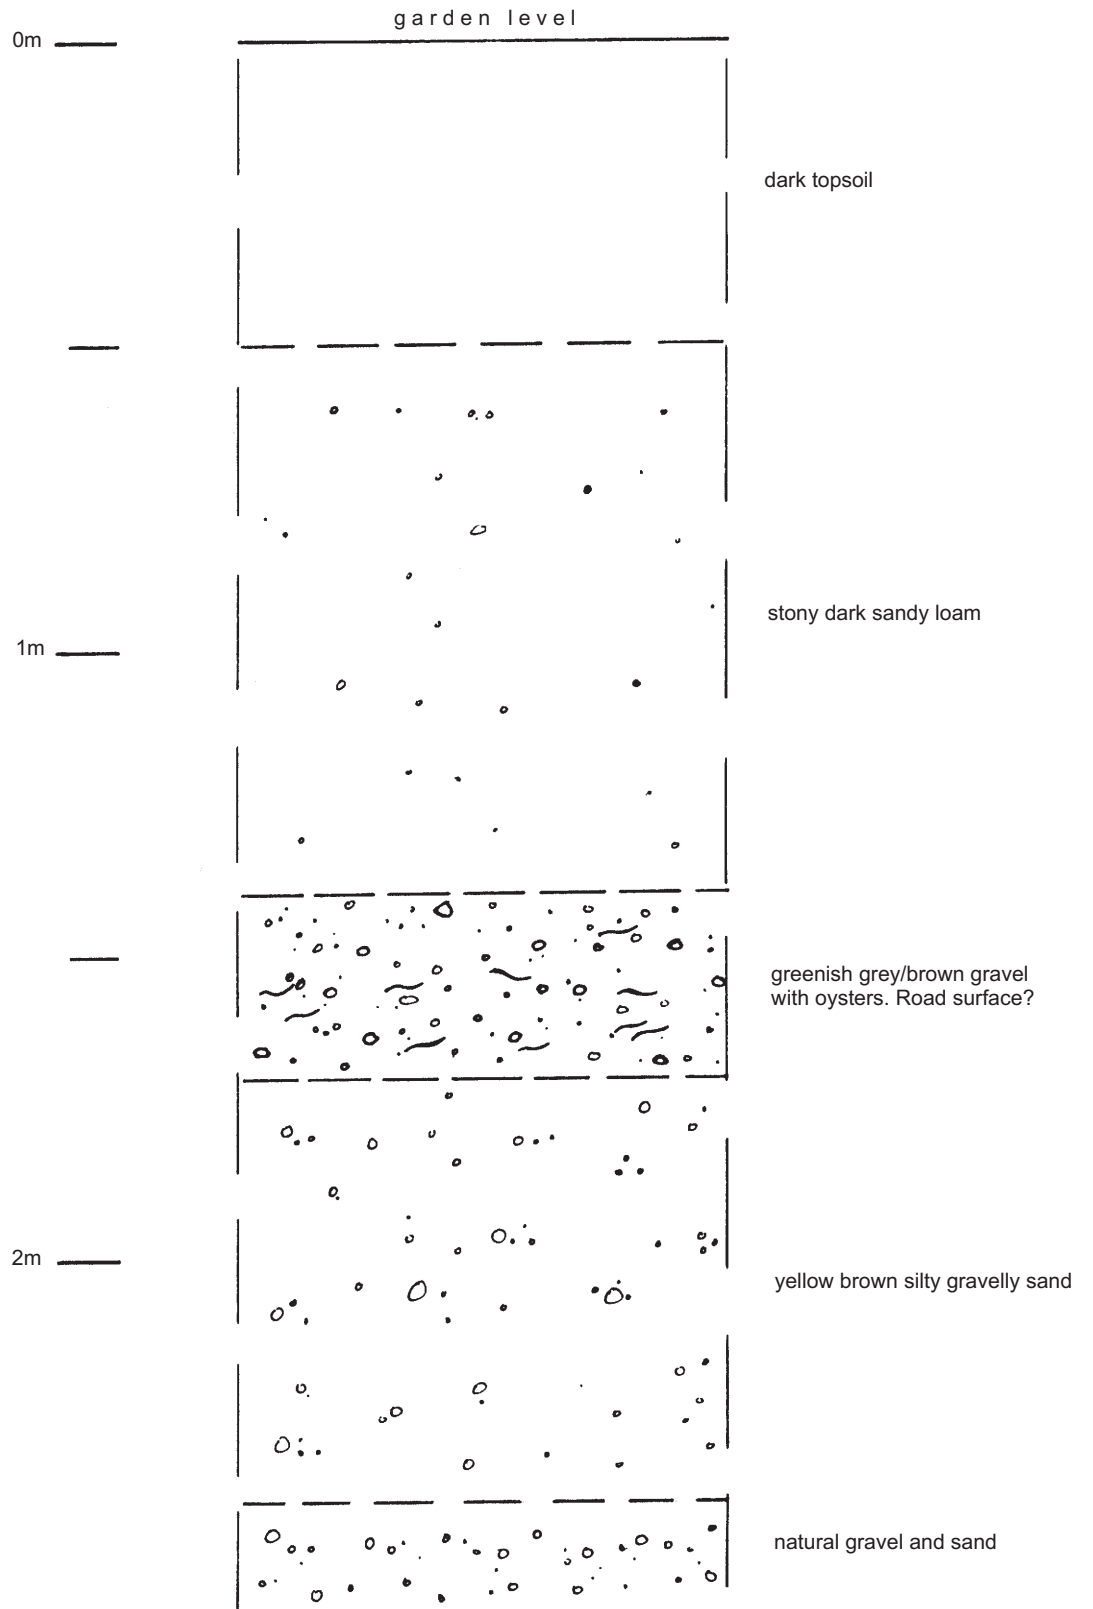 garden level
0m
dark topsoil
stony dark sandy loam
1m
greenish grey/brown gravel
with oysters. Road surface?
2m
yellow brown silty gravelly sand
natural gravel and sand